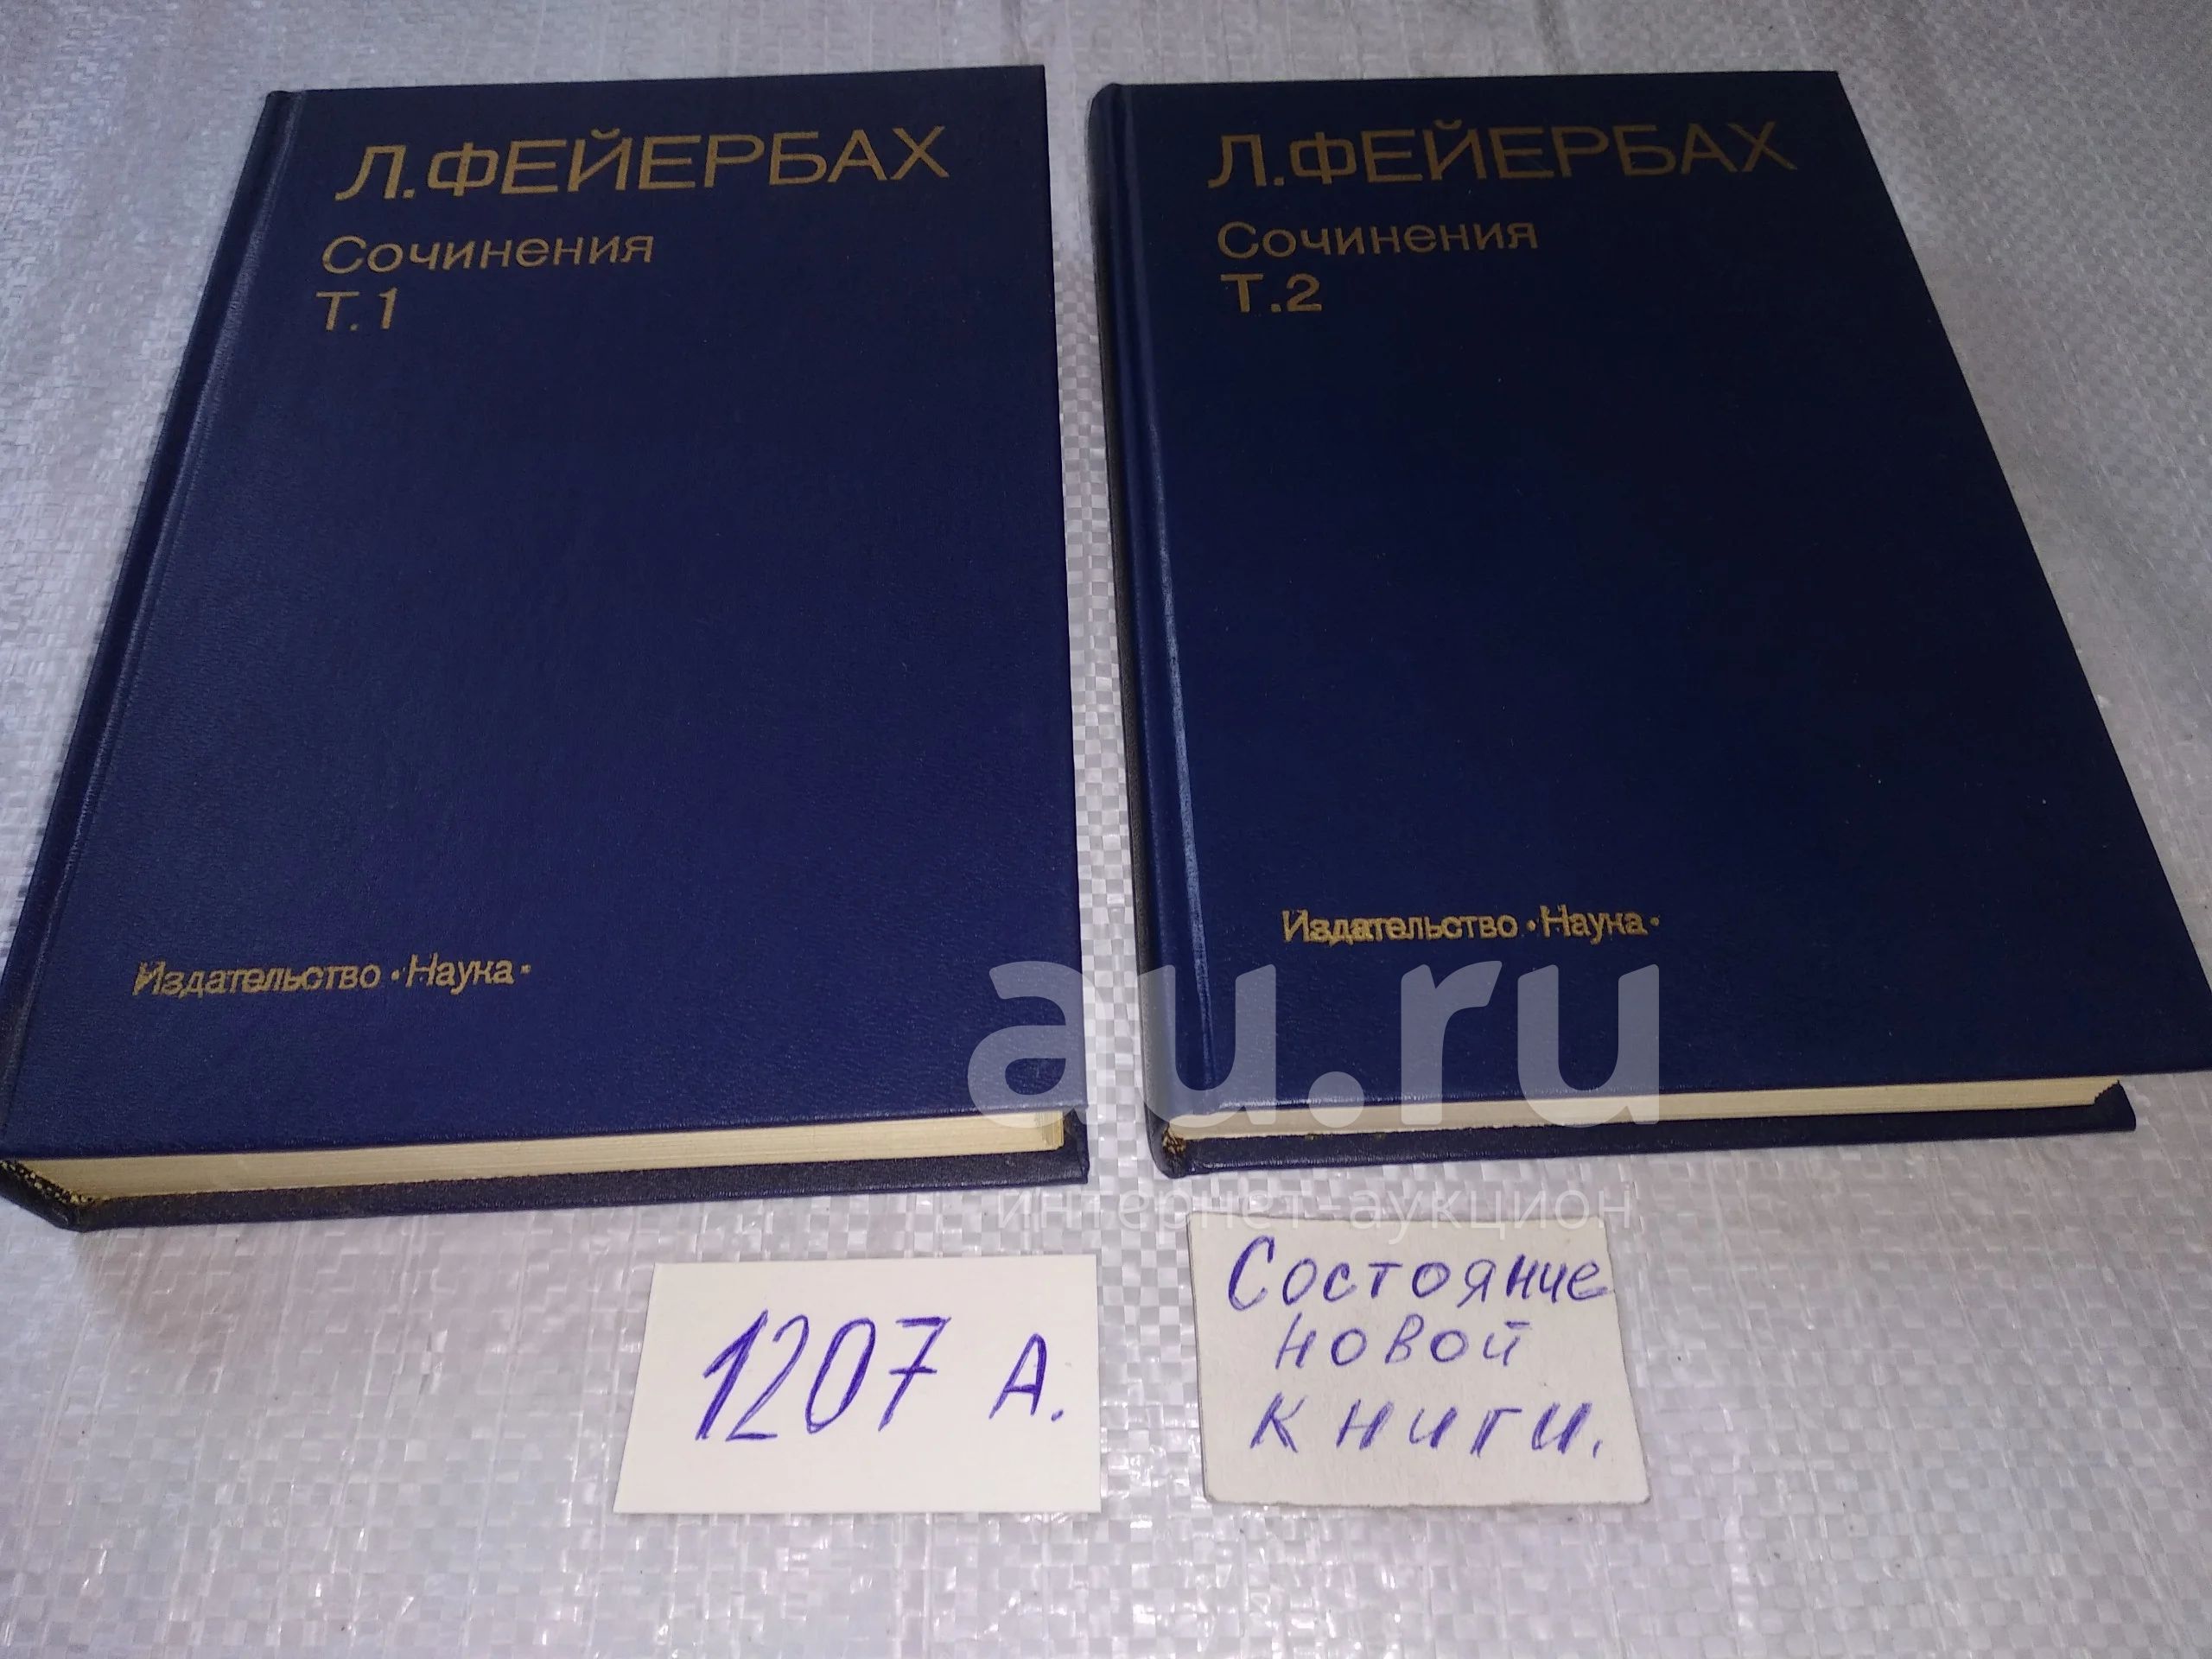 Л.ФЕЙЕРБАХ
Сочинения
Т.1
Издательство •Наука•
Л.ФЕЙЕРБАХ
Сочинения
Т.2
Издательство •Наука•
au.ru
интернет-аукцион
1207 А.
Состояние
новой
книги.